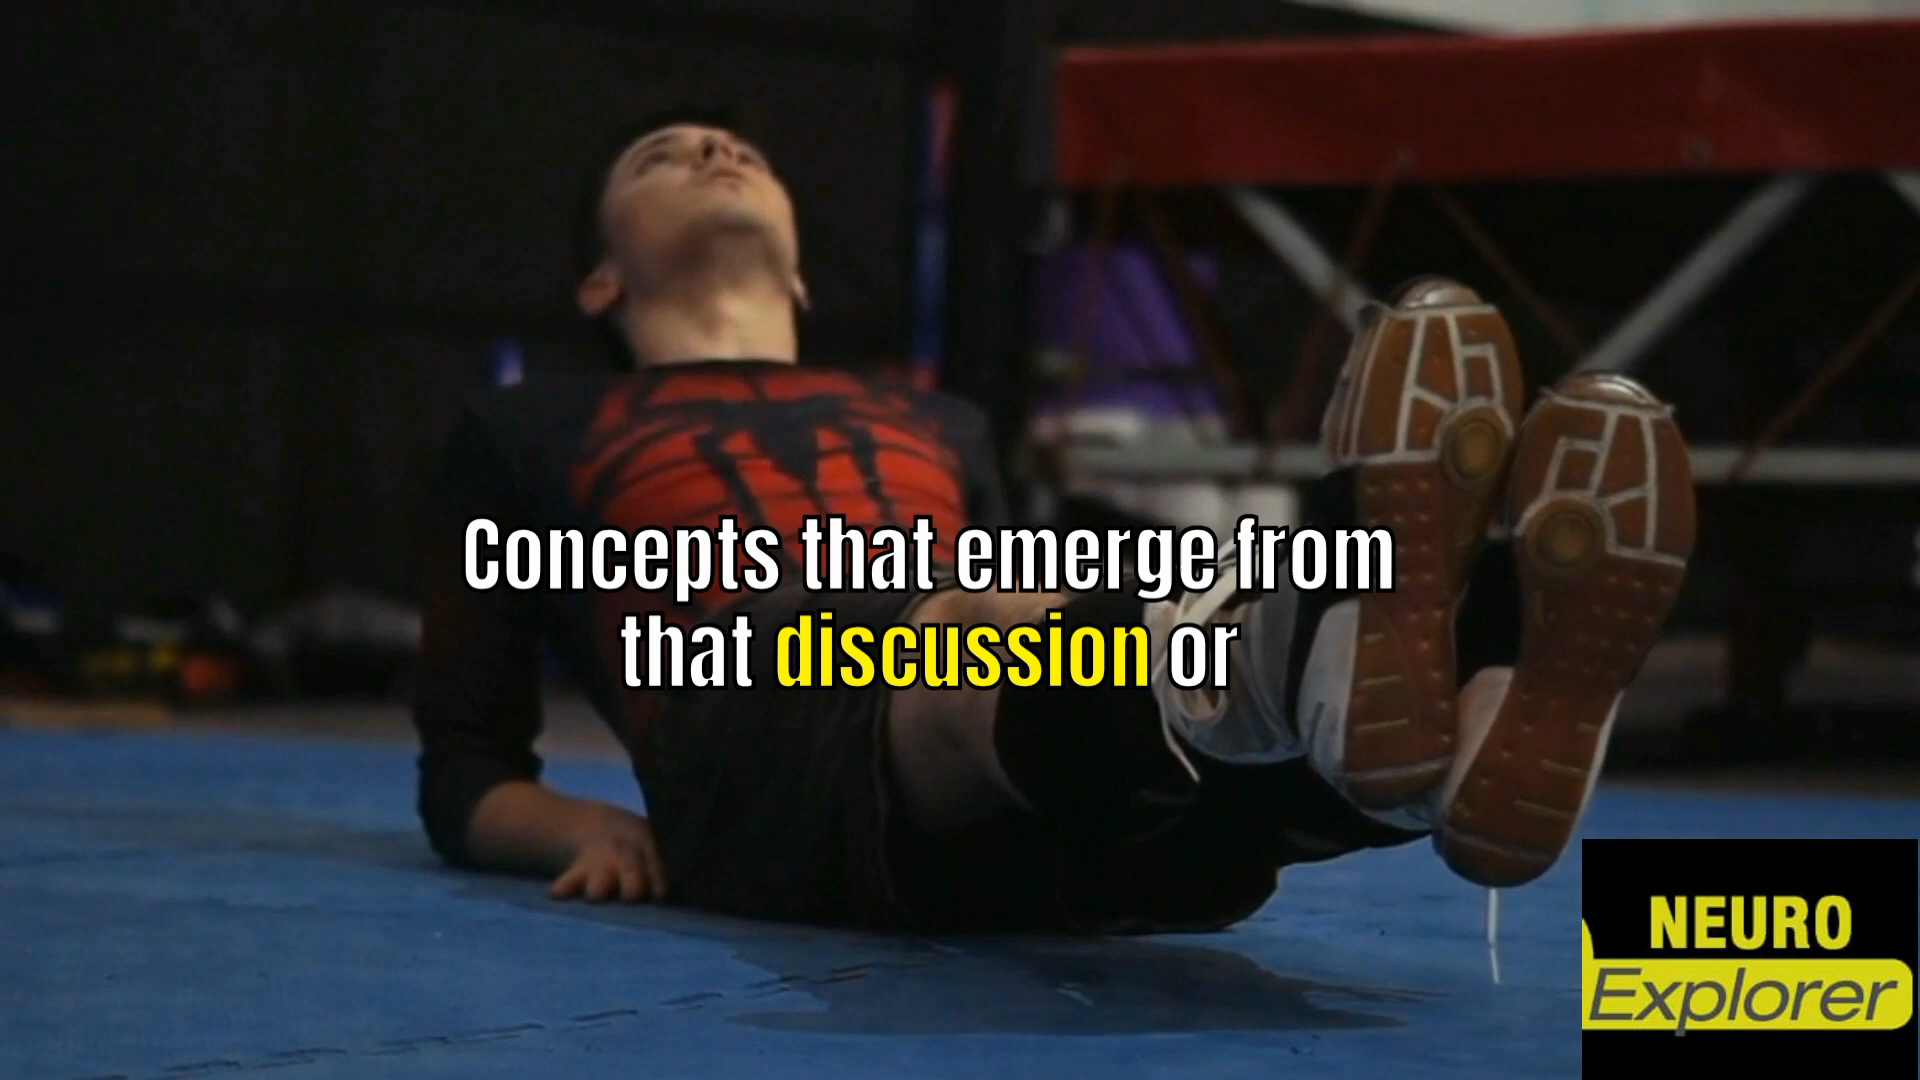 Concepts that emerge from
that discussion or
NEURO
Explorer